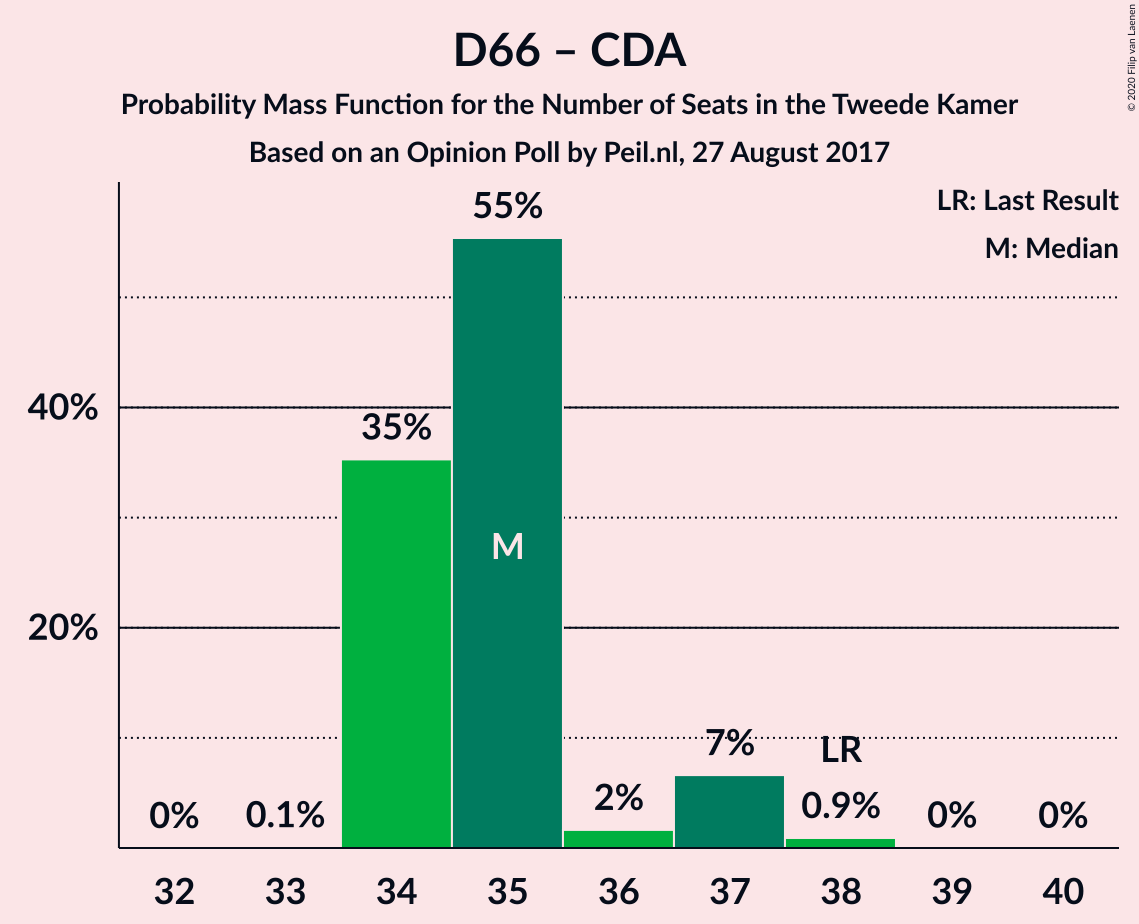 D66 – CDA
Probability Mass Function for the Number of Seats in the Tweede Kamer
Based on an Opinion Poll by Peil.nl, 27 August 2017
© 2020 Filip van Laenen
LR: Last Result
M: Median
55%
40%
35%
M
20%
7%
LR
0%
0.1%
2%
0.9%
0%
0%
32 33 34 35 36 37 38 39 40